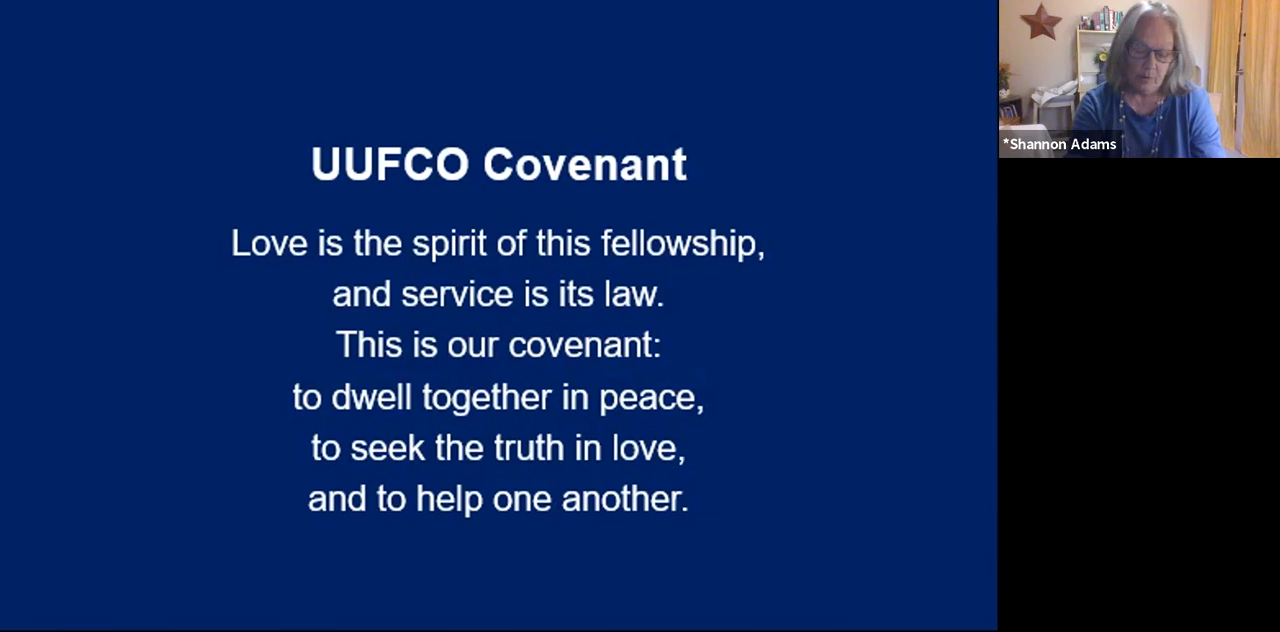 UUFCO Covenant
Love is the spirit of this fellowship,
and service is its law.
This is our covenant:
to dwell together in peace,
to seek the truth in love,
and to help one another.
*Shannon Adams